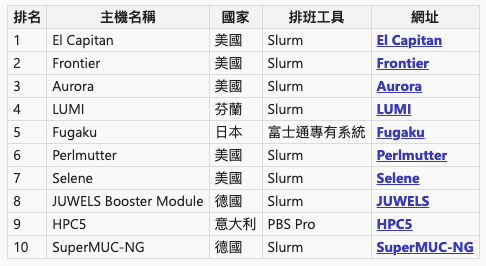 排名 主機名稱 國家 排班工具 網址
1 El Capitan 美國 Slurm El Capitan
2 Frontier 美國 Slurm Frontier
3 Aurora 美國 Slurm Aurora
4 LUMI 芬蘭 Slurm LUMI
5 Fugaku 日本 富士通專有系統 Fugaku
6 Perlmutter 美國 Slurm Perlmutter
7 Selene 美國 Slurm Selene
8 JUWELS Booster Module 德國 Slurm JUWELS
9 HPC5 意大利 PBS Pro HPC5
10 SuperMUC-NG 德國 Slurm SuperMUC-NG